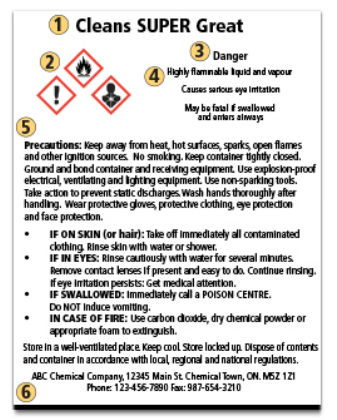 1 Cleans SUPER Great
2
3 Danger
4 Highly flammable liquid and vapour
Causes serious eye irritation
May be fatal if swallowed
and enters airways
5
Precautions: Keep away from heat, hot surfaces, sparks, open flames
and other ignition sources. No smoking. Keep container tightly closed.
Ground and bond container and receiving equipment. Use explosion-proof
electrical, ventilating and lighting equipment. Use non-sparking tools.
Take action to prevent static discharges. Wash hands thoroughly after
handling. Wear protective gloves, protective clothing, eye protection
and face protection.
• IF ON SKIN (or hair): Take off immediately all contaminated
clothing. Rinse skin with water or shower.
• IF IN EYES: Rinse cautiously with water for several minutes.
Remove contact lenses if present and easy to do. Continue rinsing.
If eye irritation persists: Get medical attention.
• IF SWALLOWED: Immediately call a POISON CENTRE.
Do NOT induce vomiting.
• IN CASE OF FIRE: Use carbon dioxide, dry chemical powder or
appropriate foam to extinguish.
Store in a well-ventilated place. Keep cool. Store locked up. Dispose of contents
and container in accordance with local, regional and national regulations.
ABC Chemical Company, 12345 Main St. Chemical Town, ON. M5Z 1Z1
6 Phone: 123-456-7890 Fax: 987-654-3210